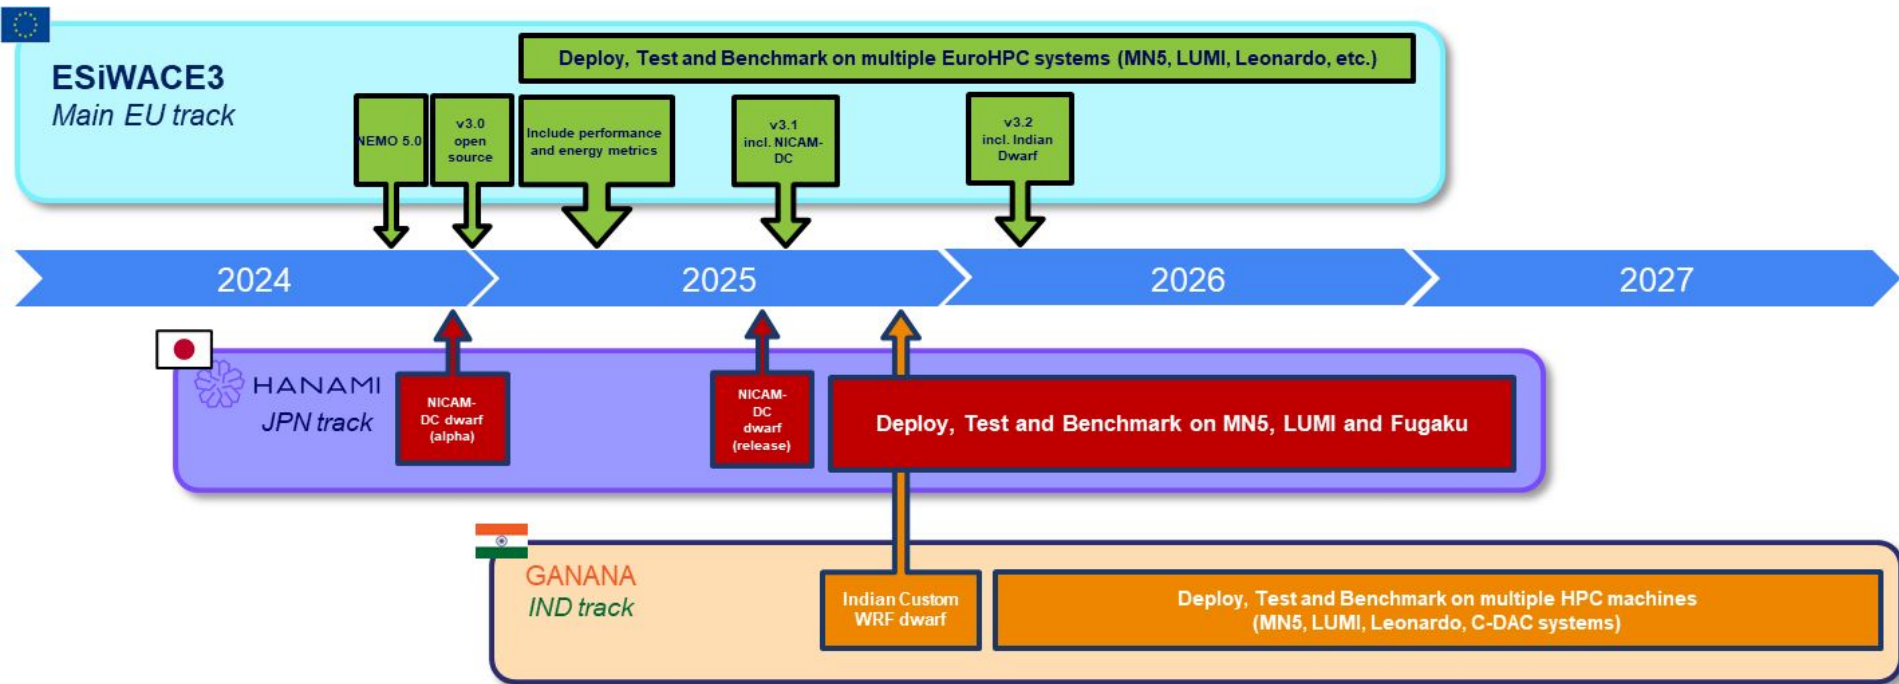 ESiWACE3
Main EU track
Deploy, Test and Benchmark on multiple EuroHPC systems (MN5, LUMI, Leonardo, etc.)
NEMO 5.0
v3.0
open
source
Include performance
and energy metrics
v3.1
incl. NICAM-
DC
v3.2
incl. Indian
Dwarf
2024
2025
2026
2027
HANAMI
JPN track
NICAM-
DC dwarf
(alpha)
NICAM-
DC
dwarf
(release)
Deploy, Test and Benchmark on MN5, LUMI and Fugaku
GANANA
IND track
Indian Custom
WRF dwarf
Deploy, Test and Benchmark on multiple HPC machines
(MN5, LUMI, Leonardo, C-DAC systems)